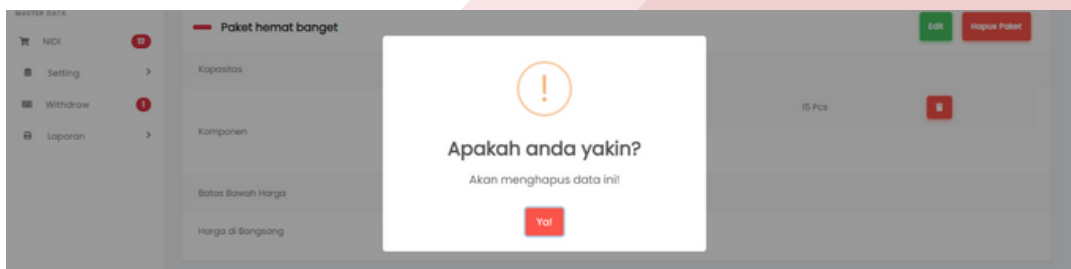 MASTER DATA
NIDI 12
Setting
Withdraw 1
Laporan
Paket hemat banget
Edit
Hapus Paket
Kapasitas
Komponen
15 Pcs
Batas Bawah Harga
Harga di Bangsang
!
Apakah anda yakin?
Akan menghapus data ini!
Ya!